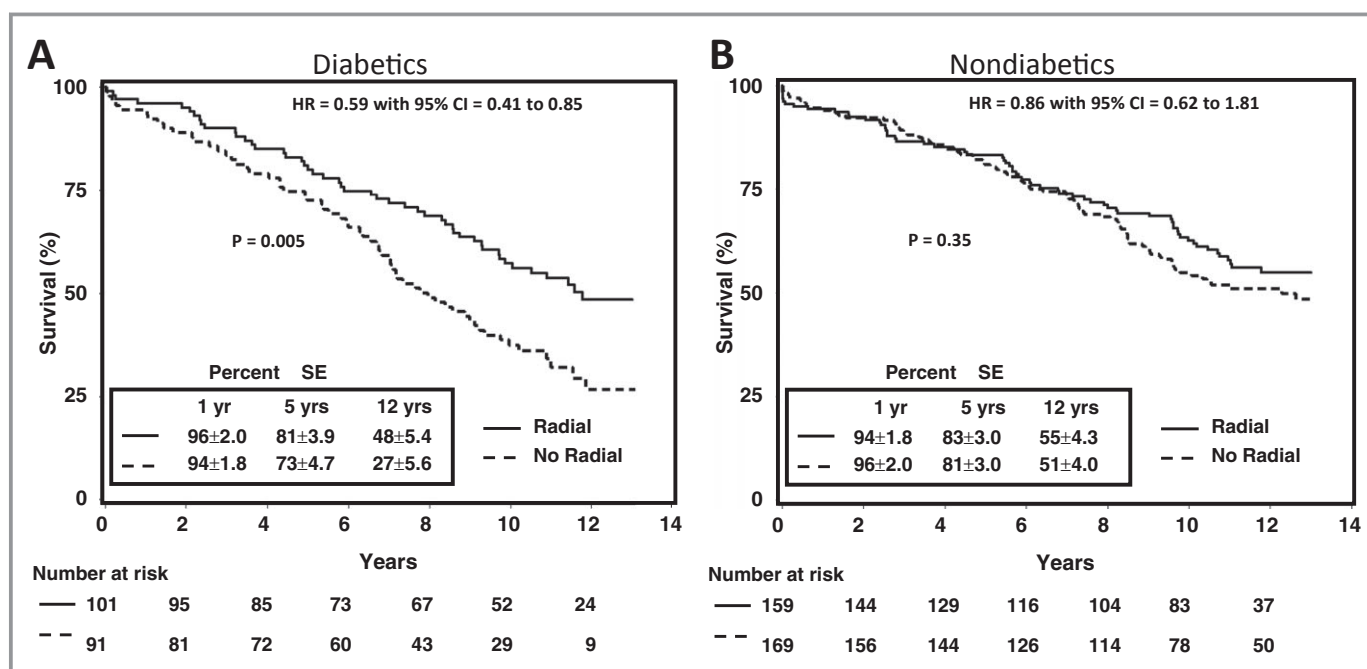 A
Diabetics
HR = 0.59 with 95% CI = 0.41 to 0.85
P = 0.005
Survival (%)
100
75
50
25
0
Percent SE
1 yr 5 yrs 12 yrs
96±2.0 81±3.9 48±5.4
94±1.8 73±4.7 27±5.6
Radial
No Radial
0 2 4 6 8 10 12 14
Years
Number at risk
101 95 85 73 67 52 24
91 81 72 60 43 29 9
B
Nondiabetics
HR = 0.86 with 95% CI = 0.62 to 1.81
P = 0.35
Survival (%)
100
75
50
25
0
Percent SE
1 yr 5 yrs 12 yrs
94±1.8 83±3.0 55±4.3
96±2.0 81±3.0 51±4.0
Radial
No Radial
0 2 4 6 8 10 12 14
Years
Number at risk
159 144 129 116 104 83 37
169 156 144 126 114 78 50